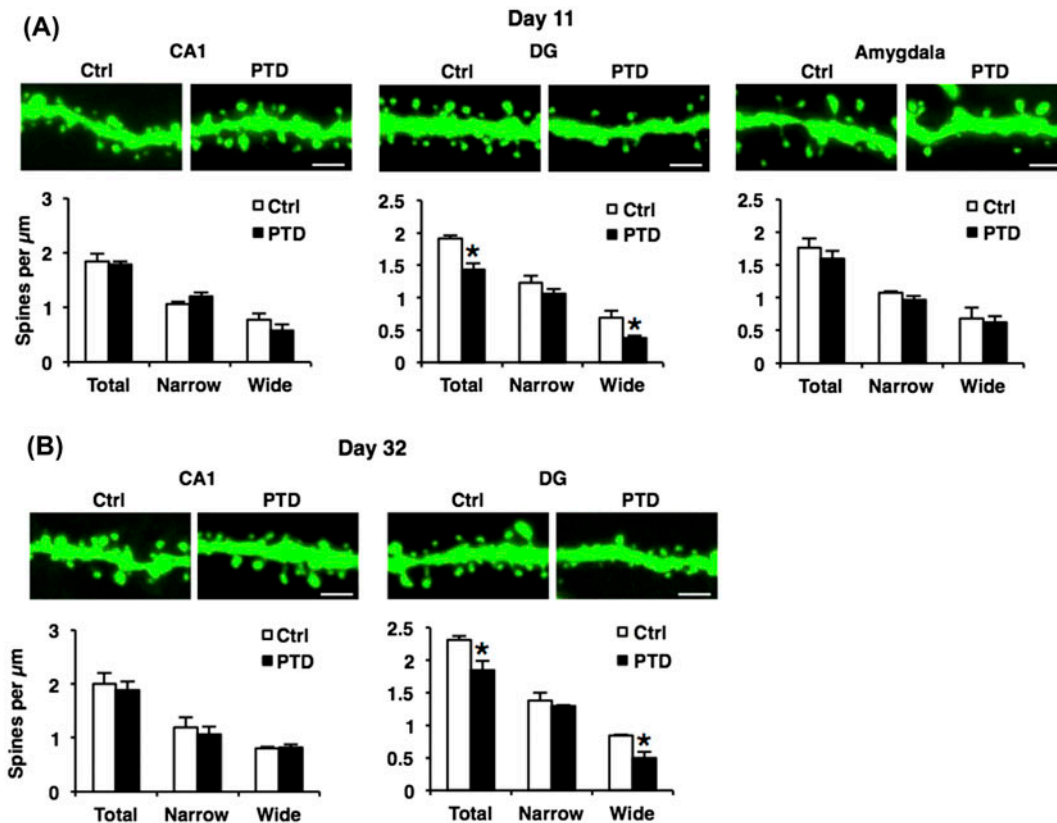 (A)
Day 11
CA1
Ctrl PTD
DG
Ctrl PTD
Amygdala
Ctrl PTD
Spines per µm
3
2
1
0
Ctrl
PTD
Total Narrow Wide
2.5
2
1.5
1
0.5
0
Ctrl
PTD
*
*
Total Narrow Wide
2.5
2
1.5
1
0.5
0
Ctrl
PTD
Total Narrow Wide
(B)
Day 32
CA1
Ctrl PTD
DG
Ctrl PTD
Spines per µm
3
2
1
0
Ctrl
PTD
Total Narrow Wide
2.5
2
1.5
1
0.5
0
Ctrl
PTD
*
*
Total Narrow Wide